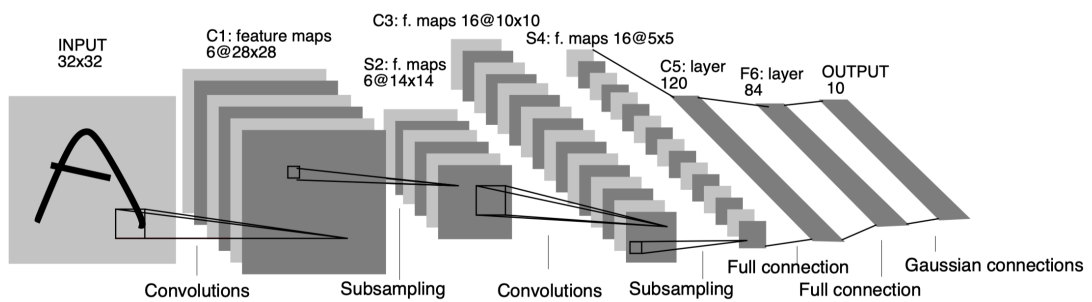 INPUT
32x32
C1: feature maps
6@28x28
S2: f. maps
6@14x14
C3: f. maps 16@10x10
S4: f. maps 16@5x5
C5: layer
120
F6: layer
84
OUTPUT
10
Convolutions
Subsampling
Convolutions
Subsampling
Full connection
Full connection
Gaussian connections